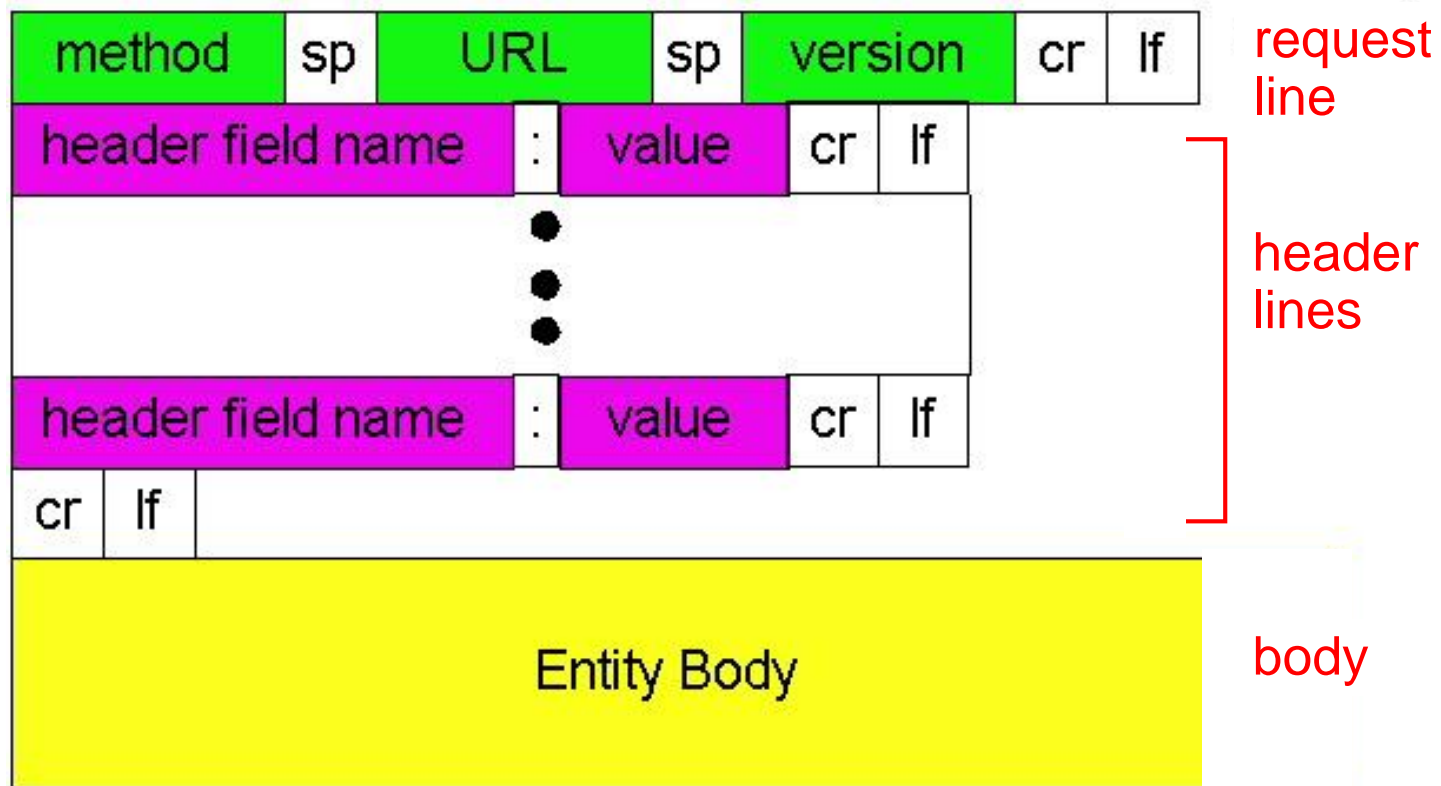 method sp URL sp version cr lf
request
line
header field name : value cr lf
header
lines
header field name : value cr lf
cr lf
Entity Body
body